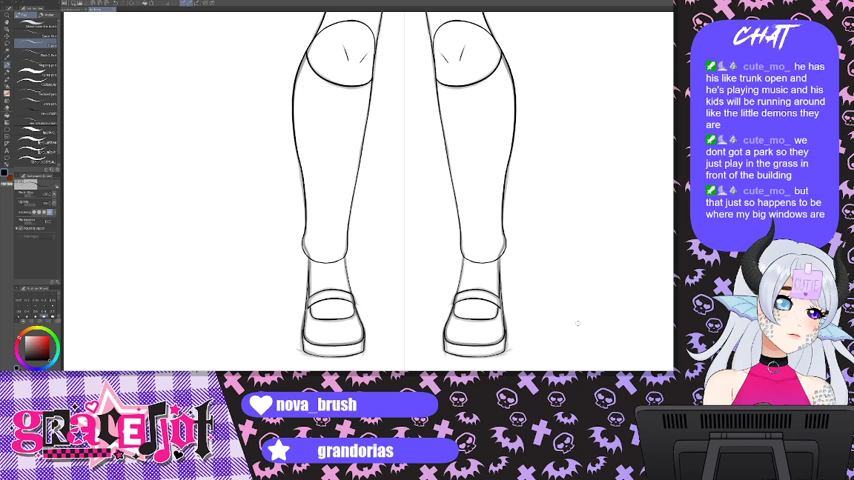 CHAT
cute_mo_ he has
his like trunk open and
he's playing music and his
kids will be running around
like the little demons they
are
cute_mo_ we
dont got a park so they
just play in the grass in
front of the building
cute_mo_ but
that just so happens to be
where my big windows are
CUTIE
nova_brush
graceJot
grandorias